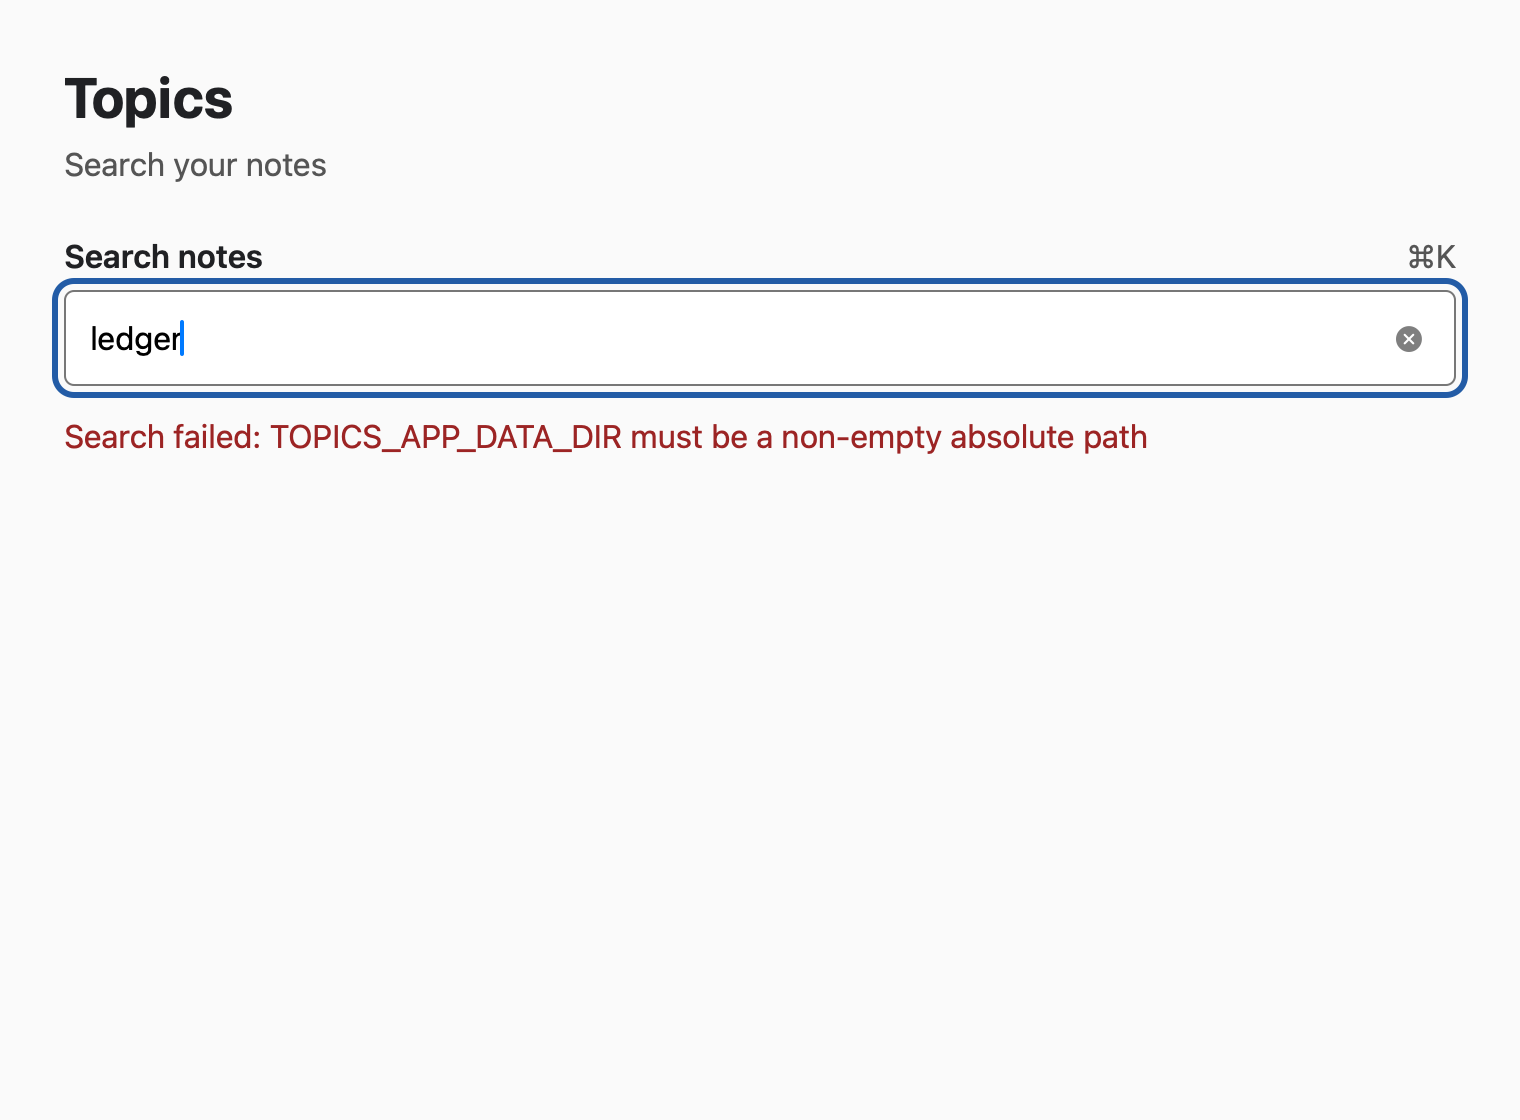 Topics
Search your notes
Search notes ⌘K
ledger
Search failed: TOPICS_APP_DATA_DIR must be a non-empty absolute path